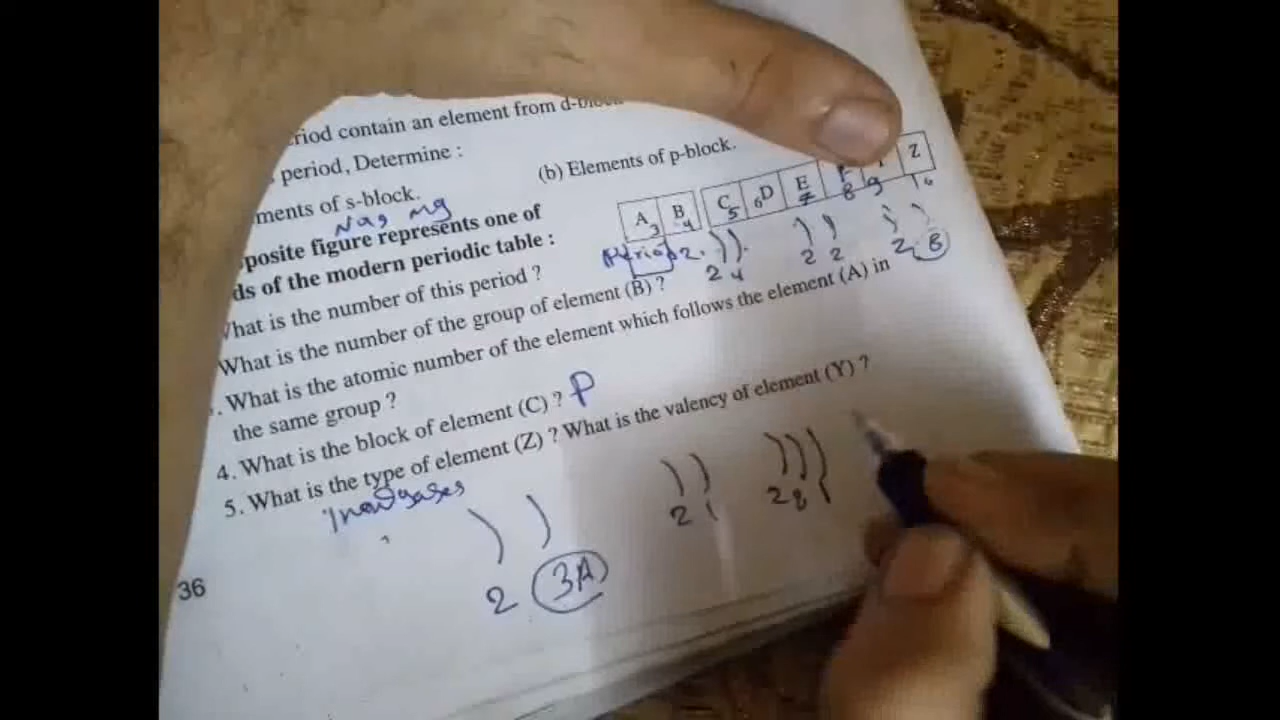 riod contain an element from d-block
period, Determine :
ments of s-block.
(b) Elements of p-block.
Na, Mg
posite figure represents one of
ds of the modern periodic table :
A 3 B 4 C 5 6 D E 7 F 8 9 Z 10
Period 2
2 4 2 2 2 8
What is the number of this period ?
What is the number of the group of element (B) ?
. What is the atomic number of the element which follows the element (A) in
the same group ?
4. What is the block of element (C) ? P
5. What is the type of element (Z) ? What is the valency of element (Y) ?
gases
2 1 2 8
2 3A
36